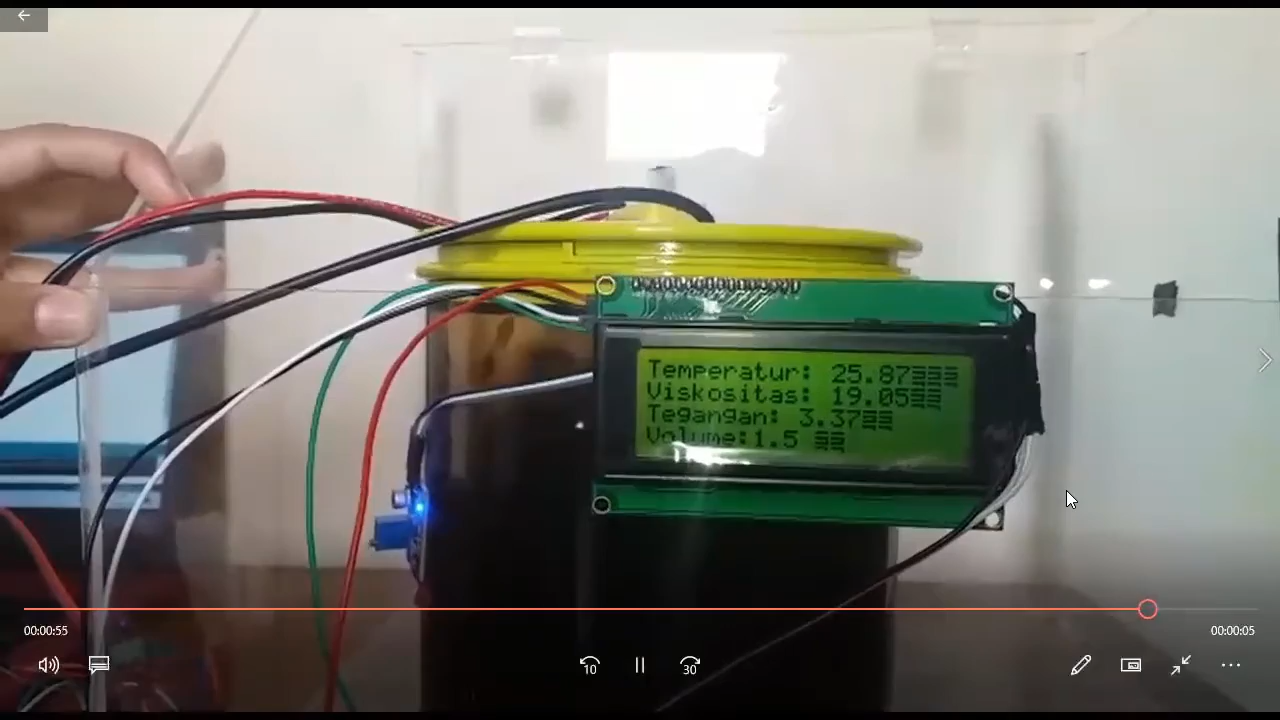 Temperatur: 25.87
Viskositas: 19.05
Tegangan: 3.37
Volume:1.5
00:00:55
00:00:05
10
30